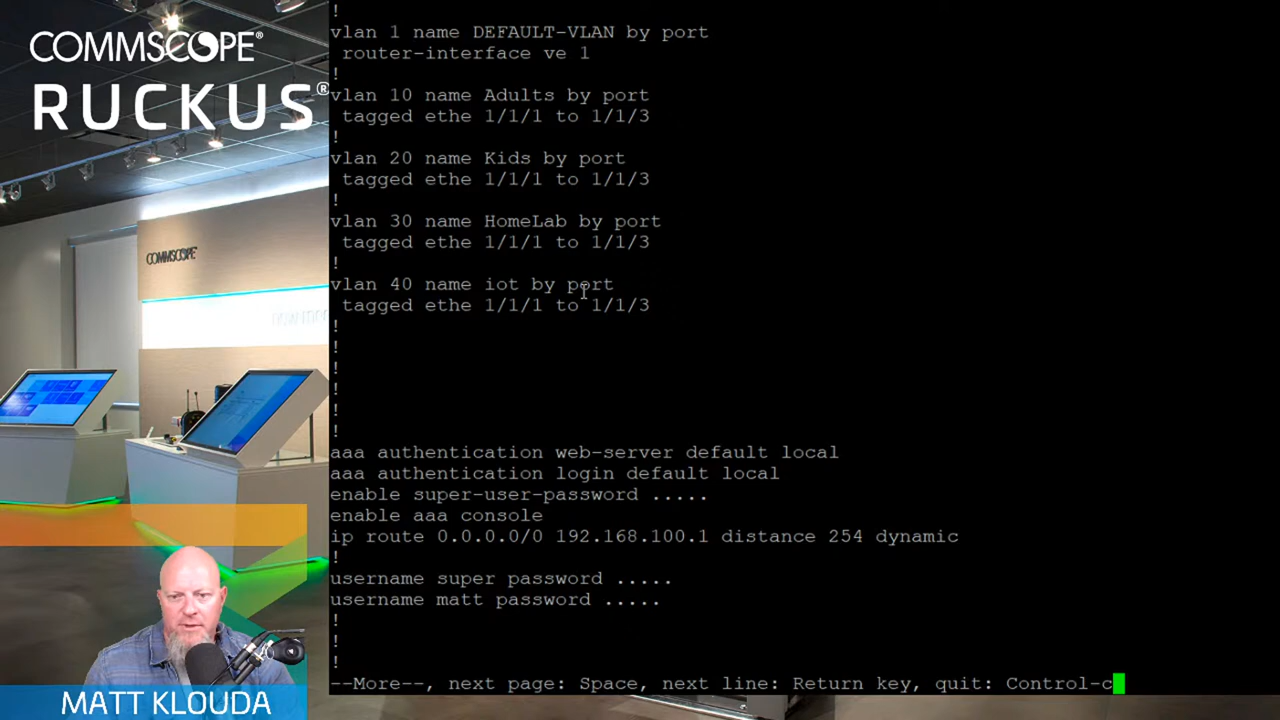 COMMSCOPE®
RUCKUS®
COMMSCOPE
!
vlan 1 name DEFAULT-VLAN by port
router-interface ve 1
!
vlan 10 name Adults by port
tagged ethe 1/1/1 to 1/1/3
!
vlan 20 name Kids by port
tagged ethe 1/1/1 to 1/1/3
!
vlan 30 name HomeLab by port
tagged ethe 1/1/1 to 1/1/3
!
vlan 40 name iot by port
tagged ethe 1/1/1 to 1/1/3
!
!
!
!
!
!
aaa authentication web-server default local
aaa authentication login default local
enable super-user-password .....
enable aaa console
ip route 0.0.0.0/0 192.168.100.1 distance 254 dynamic
!
username super password .....
username matt password .....
!
!
!
--More--, next page: Space, next line: Return key, quit: Control-c
MATT KLOUDA